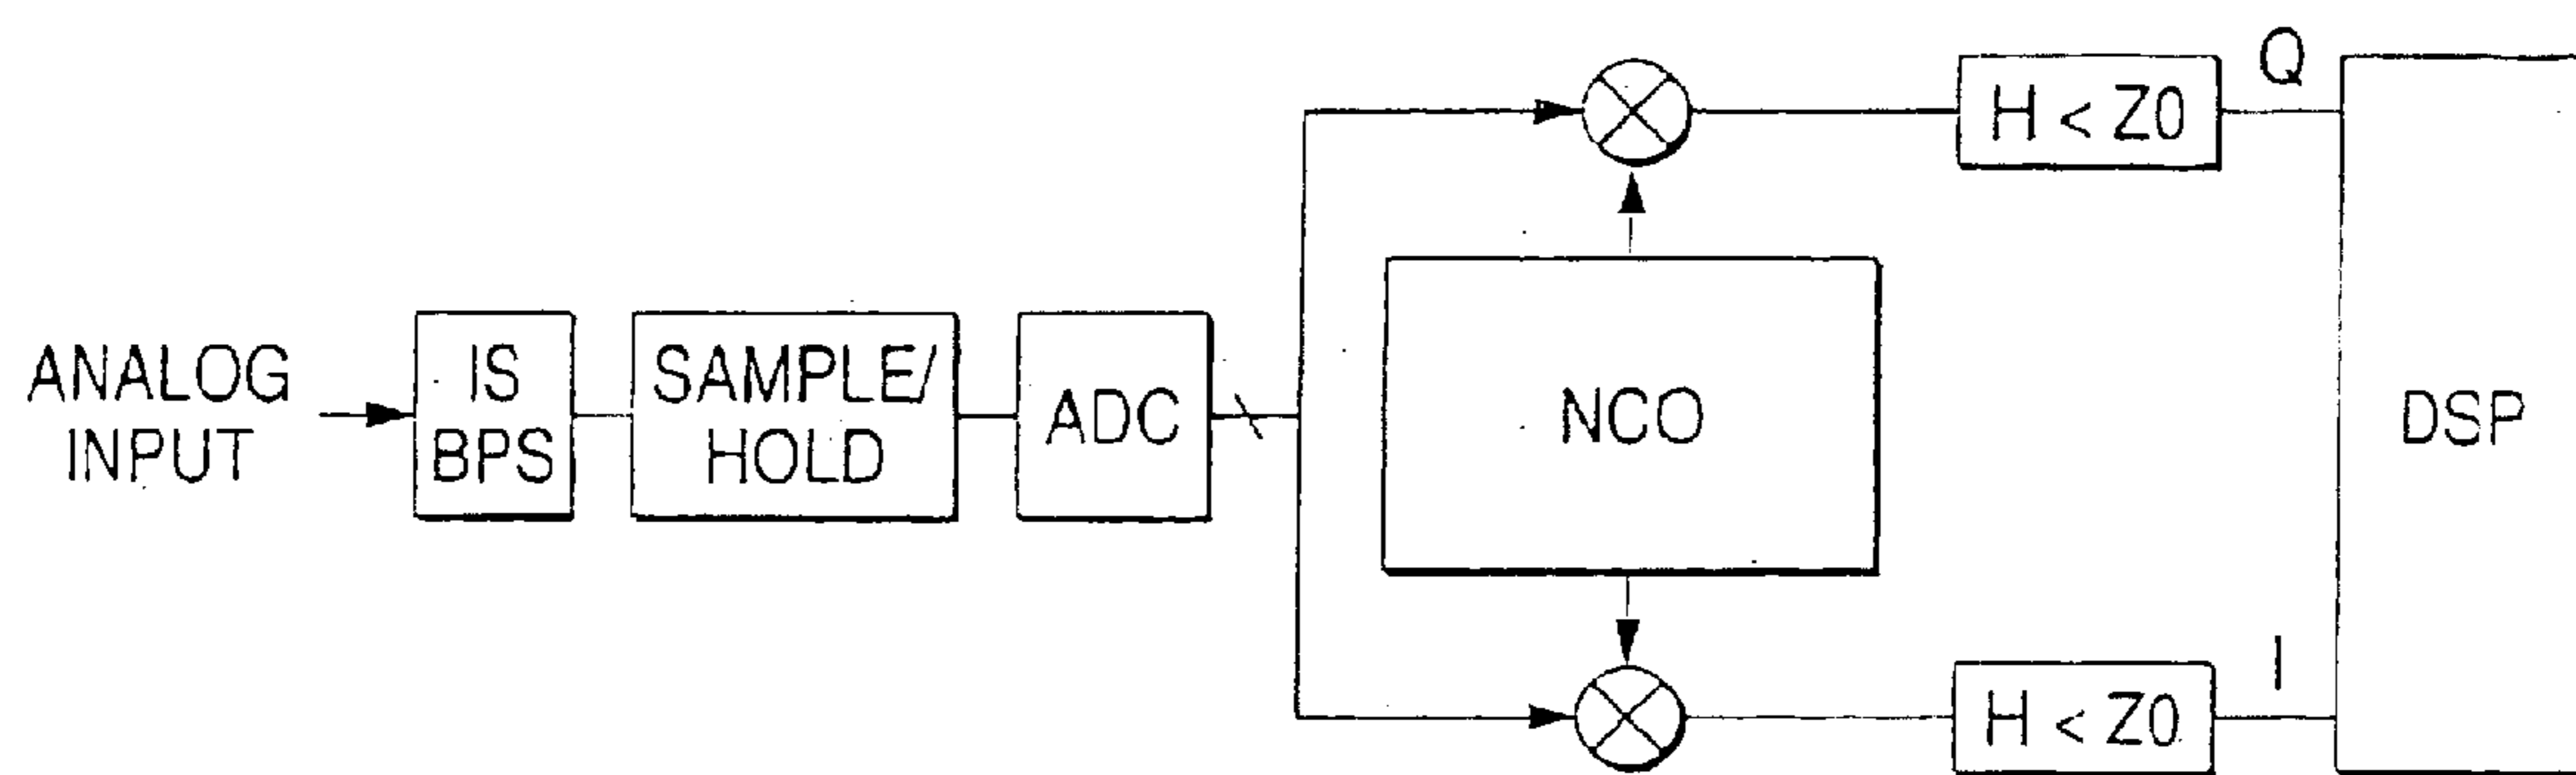 ANALOG
INPUT
IS
BPS
SAMPLE/
HOLD
ADC
NCO
H < Z0
Q
H < Z0
I
DSP